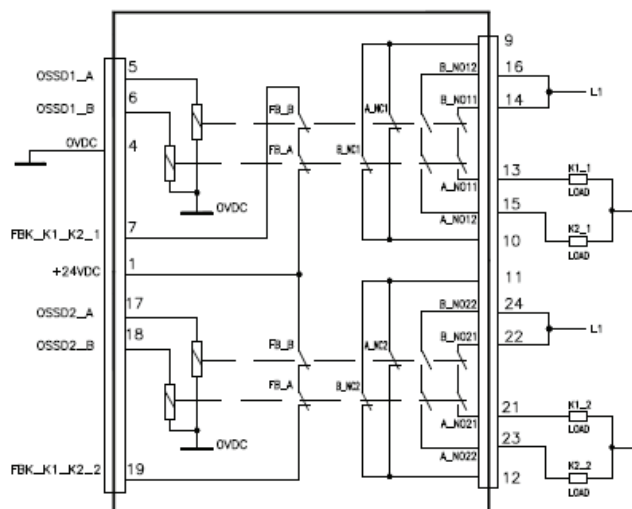 5
OSSD1_A
6
OSSD1_B
0VDC
4
0VDC
7
FBK_K1_K2_1
1
+24VDC
17
OSSD2_A
18
OSSD2_B
0VDC
FBK_K1_K2_2
19
FB_B
FB_A
A_NC1
B_NC1
B_NO12
B_NO11
A_NO11
A_NO12
9
16
14
L1
13
K1_1
LOAD
15
K2_1
LOAD
10
FB_B
FB_A
A_NC2
B_NC2
B_NO22
B_NO21
A_NO21
A_NO22
11
24
22
L1
21
K1_2
LOAD
23
K2_2
LOAD
12